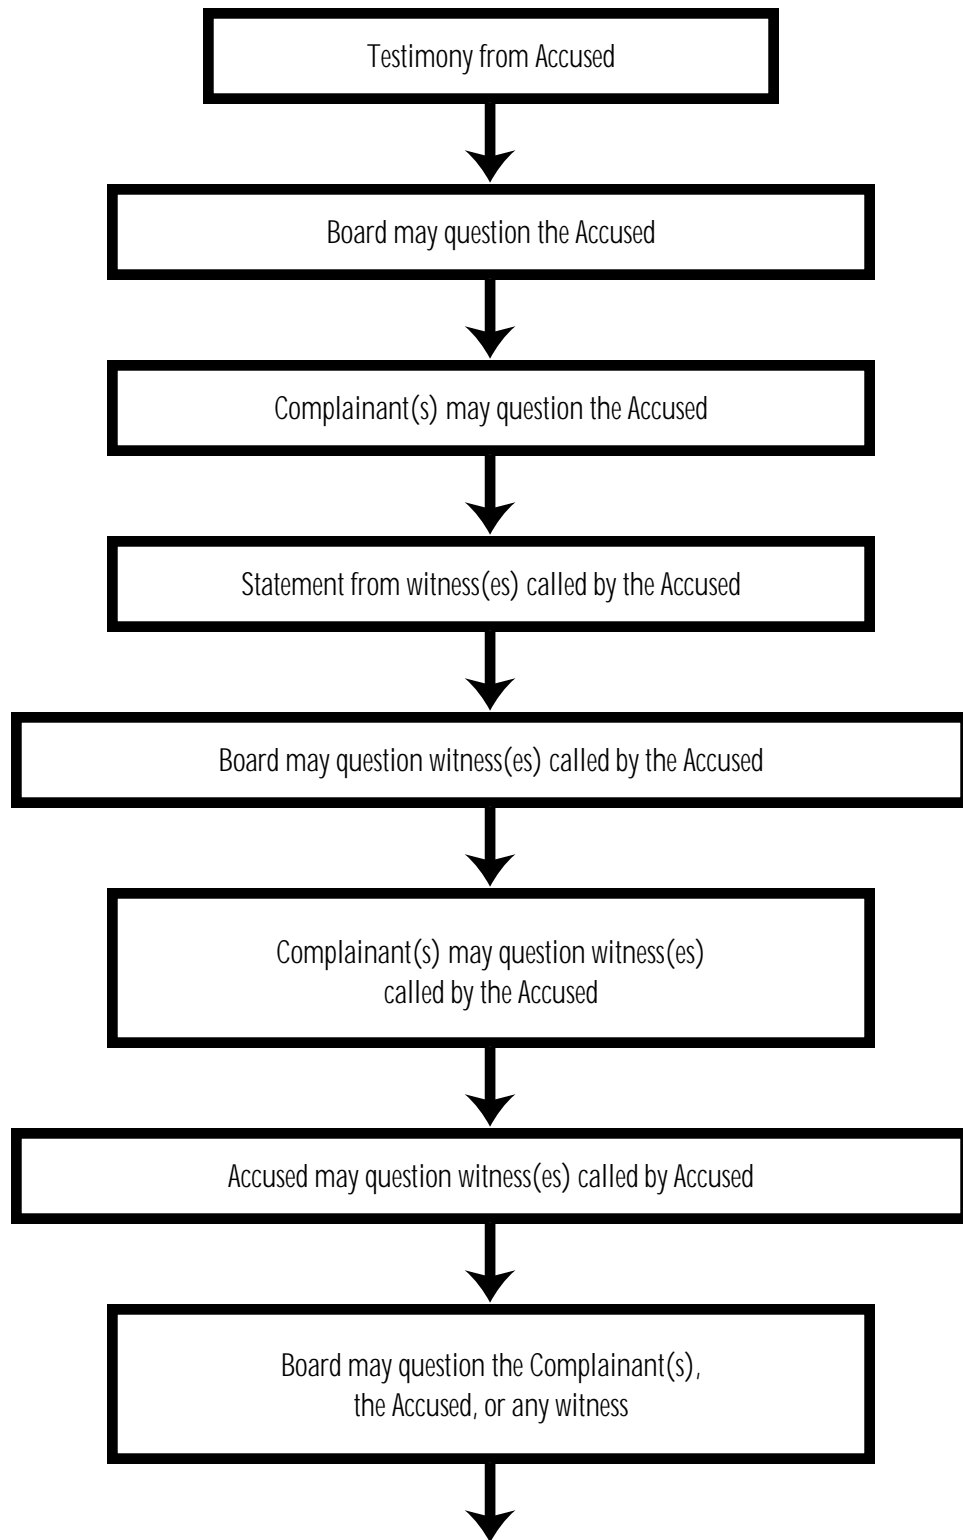 Testimony from Accused
Board may question the Accused
Complainant(s) may question the Accused
Statement from witness(es) called by the Accused
Board may question witness(es) called by the Accused
Complainant(s) may question witness(es)
called by the Accused
Accused may question witness(es) called by Accused
Board may question the Complainant(s),
the Accused, or any witness